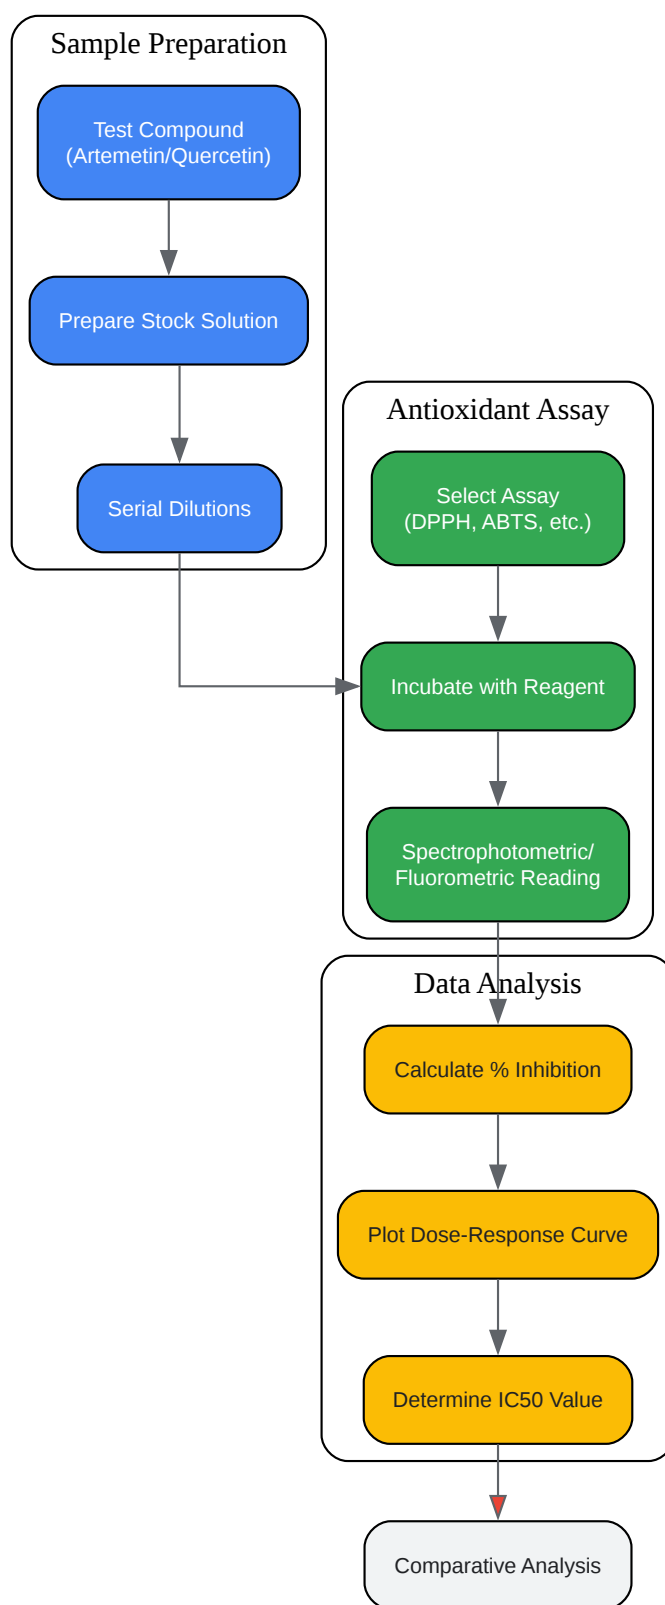 Sample Preparation
Test Compound
(Artemetin/Quercetin)
Prepare Stock Solution
Serial Dilutions
Antioxidant Assay
Select Assay
(DPPH, ABTS, etc.)
Incubate with Reagent
Spectrophotometric/
Fluorometric Reading
Data Analysis
Calculate % Inhibition
Plot Dose-Response Curve
Determine IC50 Value
Comparative Analysis